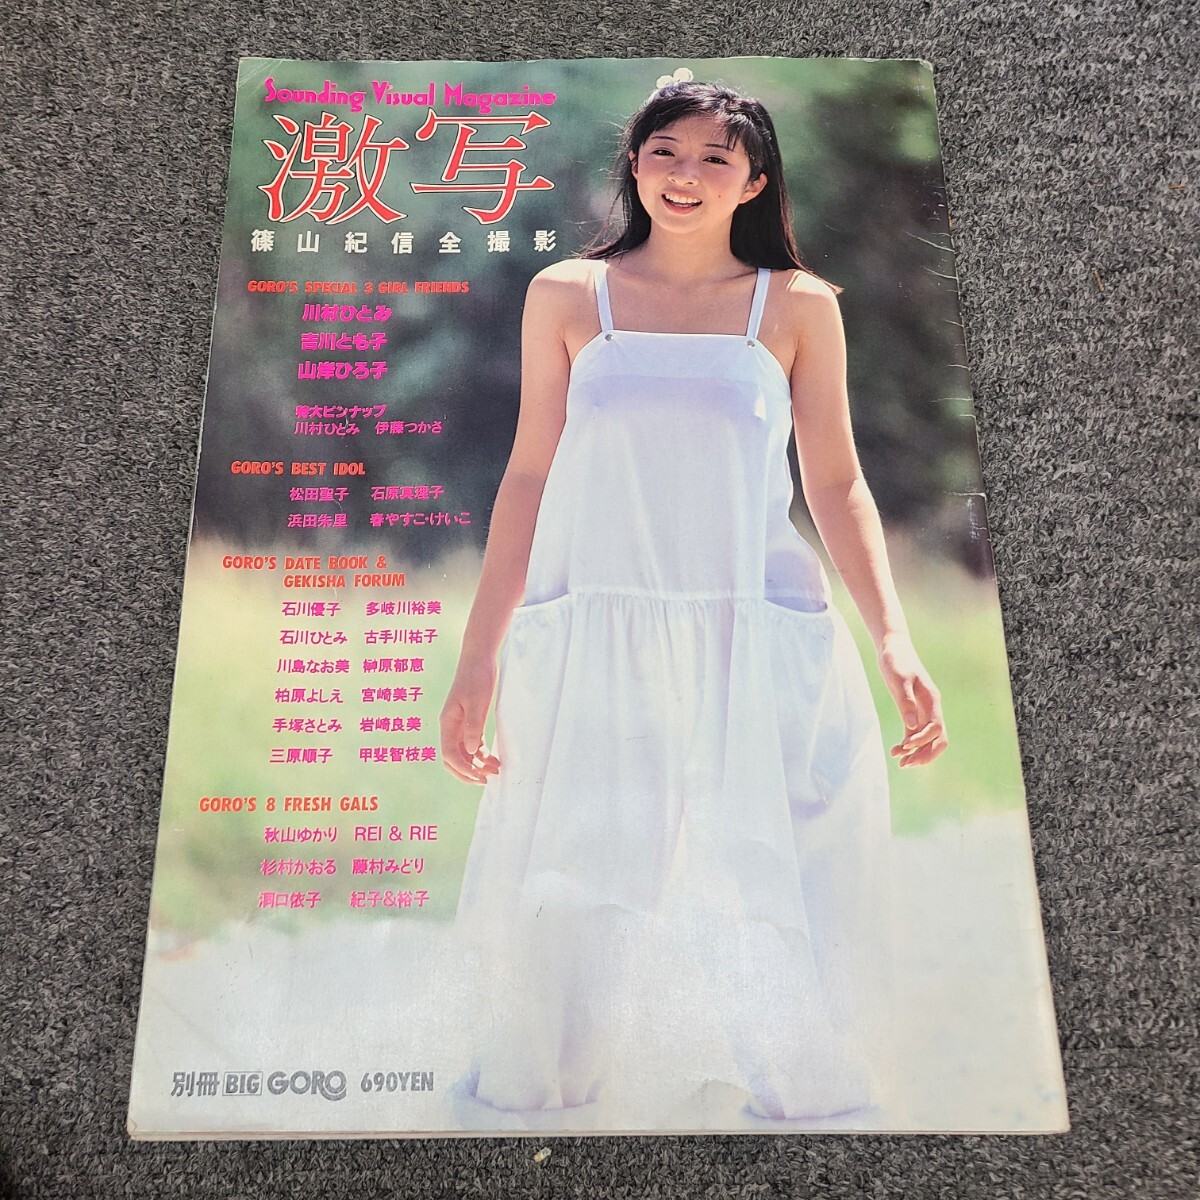 Sounding Visual Magazine
激写
篠山紀信全撮影
GORO'S SPECIAL 3 GIRL FRIENDS
川村ひとみ
吉川とも子
山岸ひろ子
特大ピンナップ
川村ひとみ 伊藤つかさ
GORO'S BEST IDOL
松田聖子 石原真理子
浜田朱里 春やすこ・けいこ
GORO'S DATE BOOK &
GEKISHA FORUM
石川優子 多岐川裕美
石川ひとみ 古手川祐子
川島なお美 榊原郁恵
柏原よしえ 宮崎美子
手塚さとみ 岩崎良美
三原順子 甲斐智枝美
GORO'S 8 FRESH GALS
秋山ゆかり REI & RIE
杉村かおる 藤村みどり
洞口依子 紀子&裕子
別冊 BIG GORO 690YEN